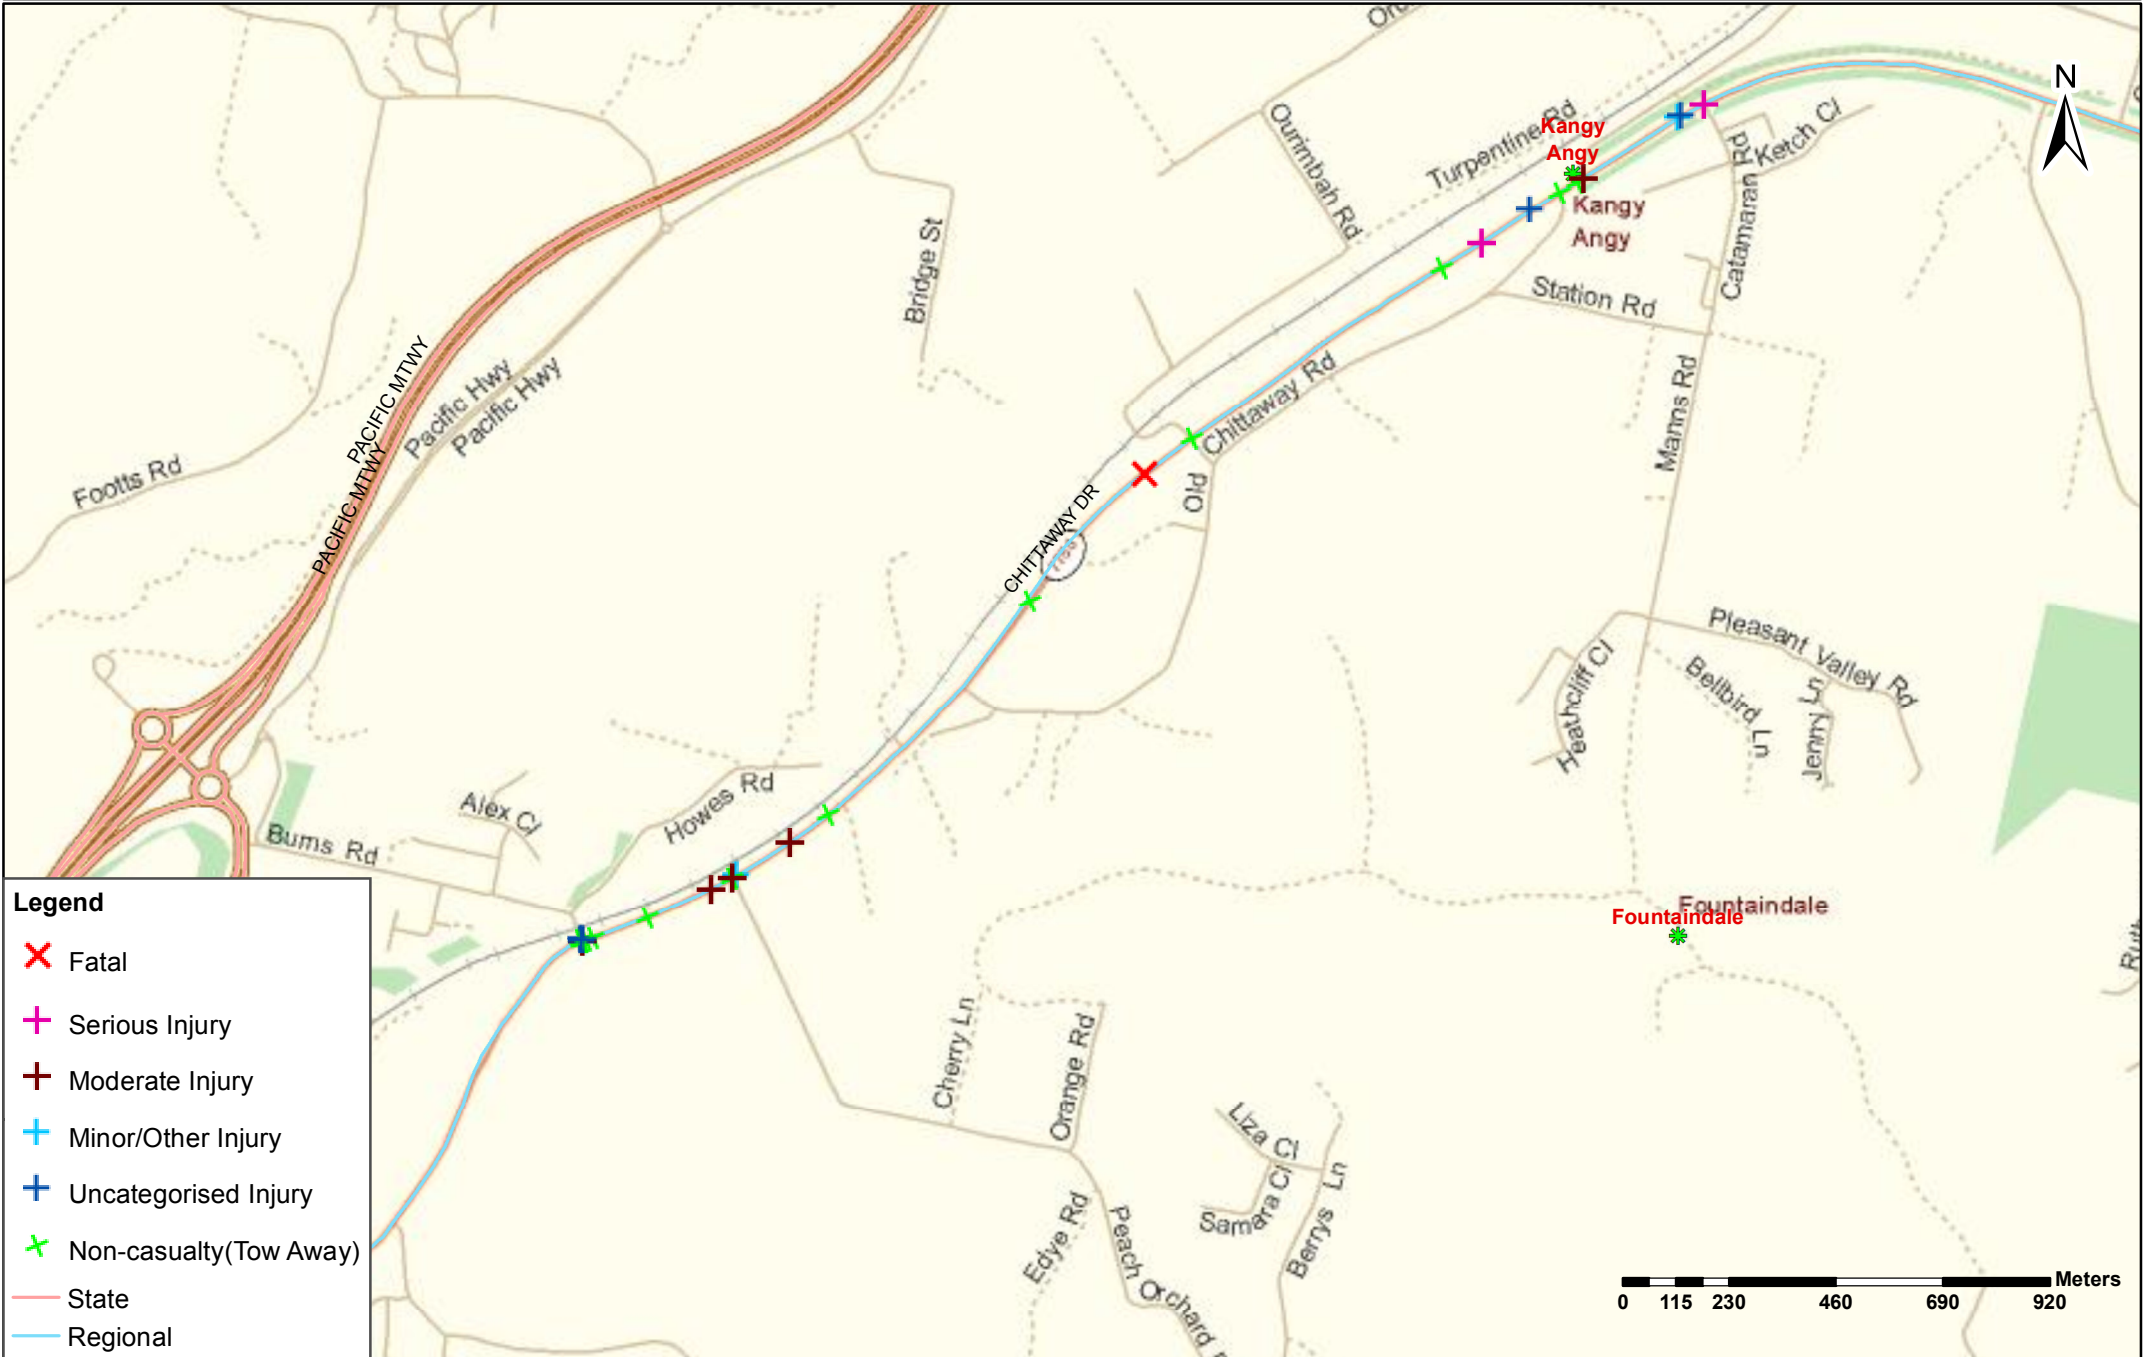 N
Turpentine Rd
Kangy
Angy
Kangy
Angy
Ourimbah Rd
Catamaran Rd
Ketch Cl
Bridge St
Station Rd
PACIFIC MTWY
PACIFIC MTWY
Pacific Hwy
Pacific Hwy
Footts Rd
Old Chittaway Rd
CHITTAWAY DR
Manns Rd
Pleasant Valley Rd
Heathcliff Cl
Bellbird Ln
Jenny Ln
Howes Rd
Alex Cl
Burns Rd
Fountaindale
Fountaindale
Cherry Ln
Orange Rd
Liza Cl
Samara Cl
Berrys Ln
Edye Rd
Peach Orchard
Legend
Fatal
Serious Injury
Moderate Injury
Minor/Other Injury
Uncategorised Injury
Non-casualty(Tow Away)
State
Regional
Meters
0 115 230 460 690 920